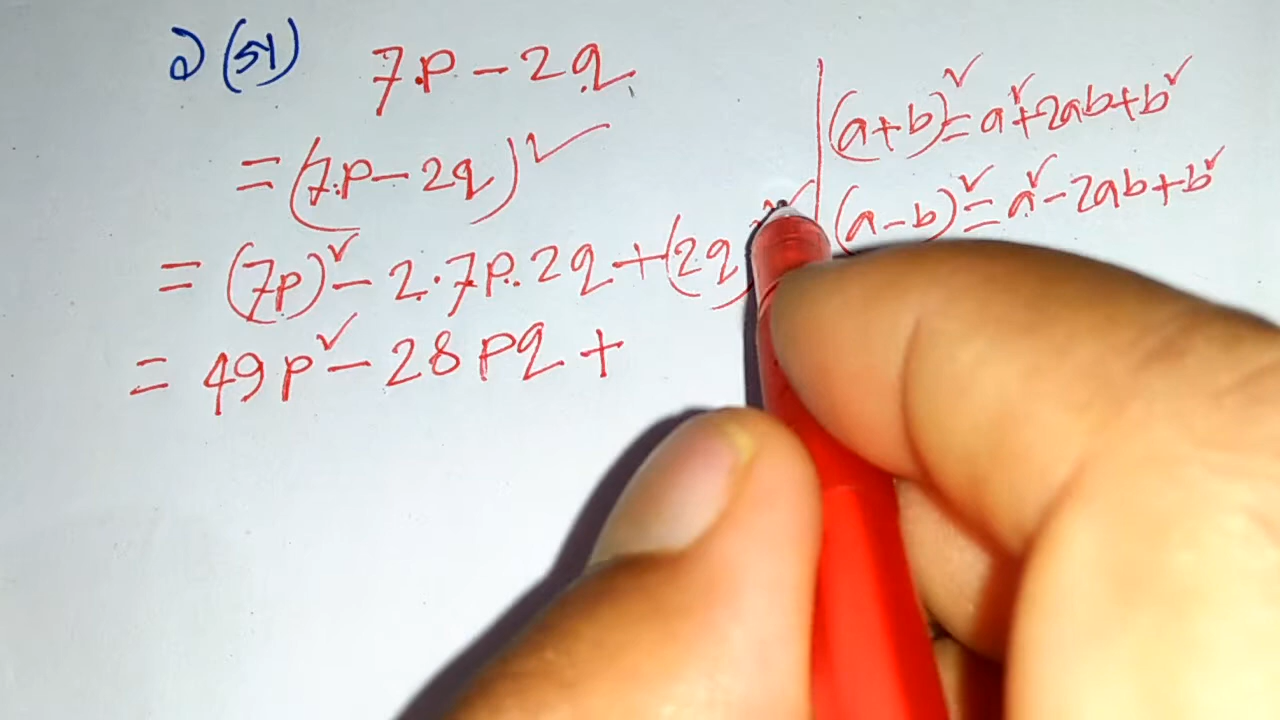 ১(গ) 7p - 2q
= (7p - 2q)²
= (7p)² - 2.7p.2q + (2q
= 49p² - 28pq +
(a+b)² = a² + 2ab + b²
(a-b)² = a² - 2ab + b²